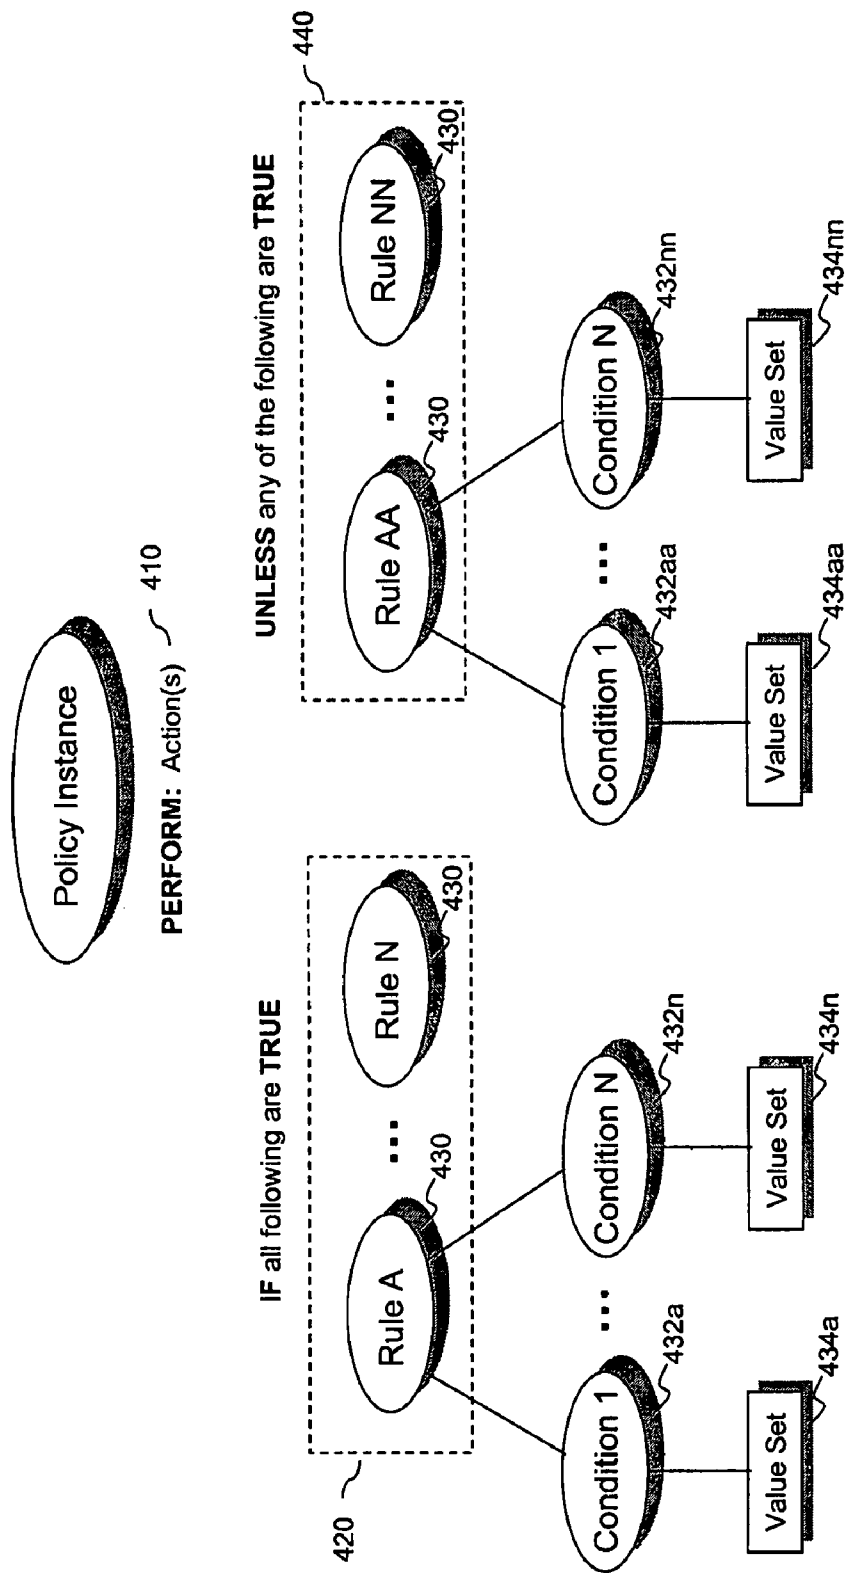 Policy Instance
PERFORM: Action(s) 410
IF all following are TRUE
UNLESS any of the following are TRUE
420
Rule A
430
...
Rule N
430
440
Rule AA
430
...
Rule NN
430
Condition 1
432a
...
Condition N
432n
Condition 1
432aa
...
Condition N
432nn
Value Set
434a
Value Set
434n
Value Set
434aa
Value Set
434nn